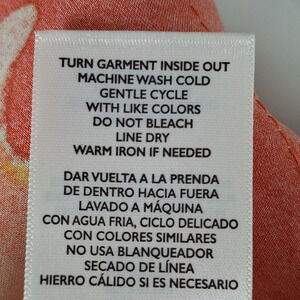 TURN GARMENT INSIDE OUT
MACHINE WASH COLD
GENTLE CYCLE
WITH LIKE COLORS
DO NOT BLEACH
LINE DRY
WARM IRON IF NEEDED
DAR VUELTA A LA PRENDA
DE DENTRO HACIA FUERA
LAVADO A MÁQUINA
CON AGUA FRIA, CICLO DELICADO
CON COLORES SIMILARES
NO USA BLANQUEADOR
SECADO DE LÍNEA
HIERRO CÁLIDO SI ES NECESARIO